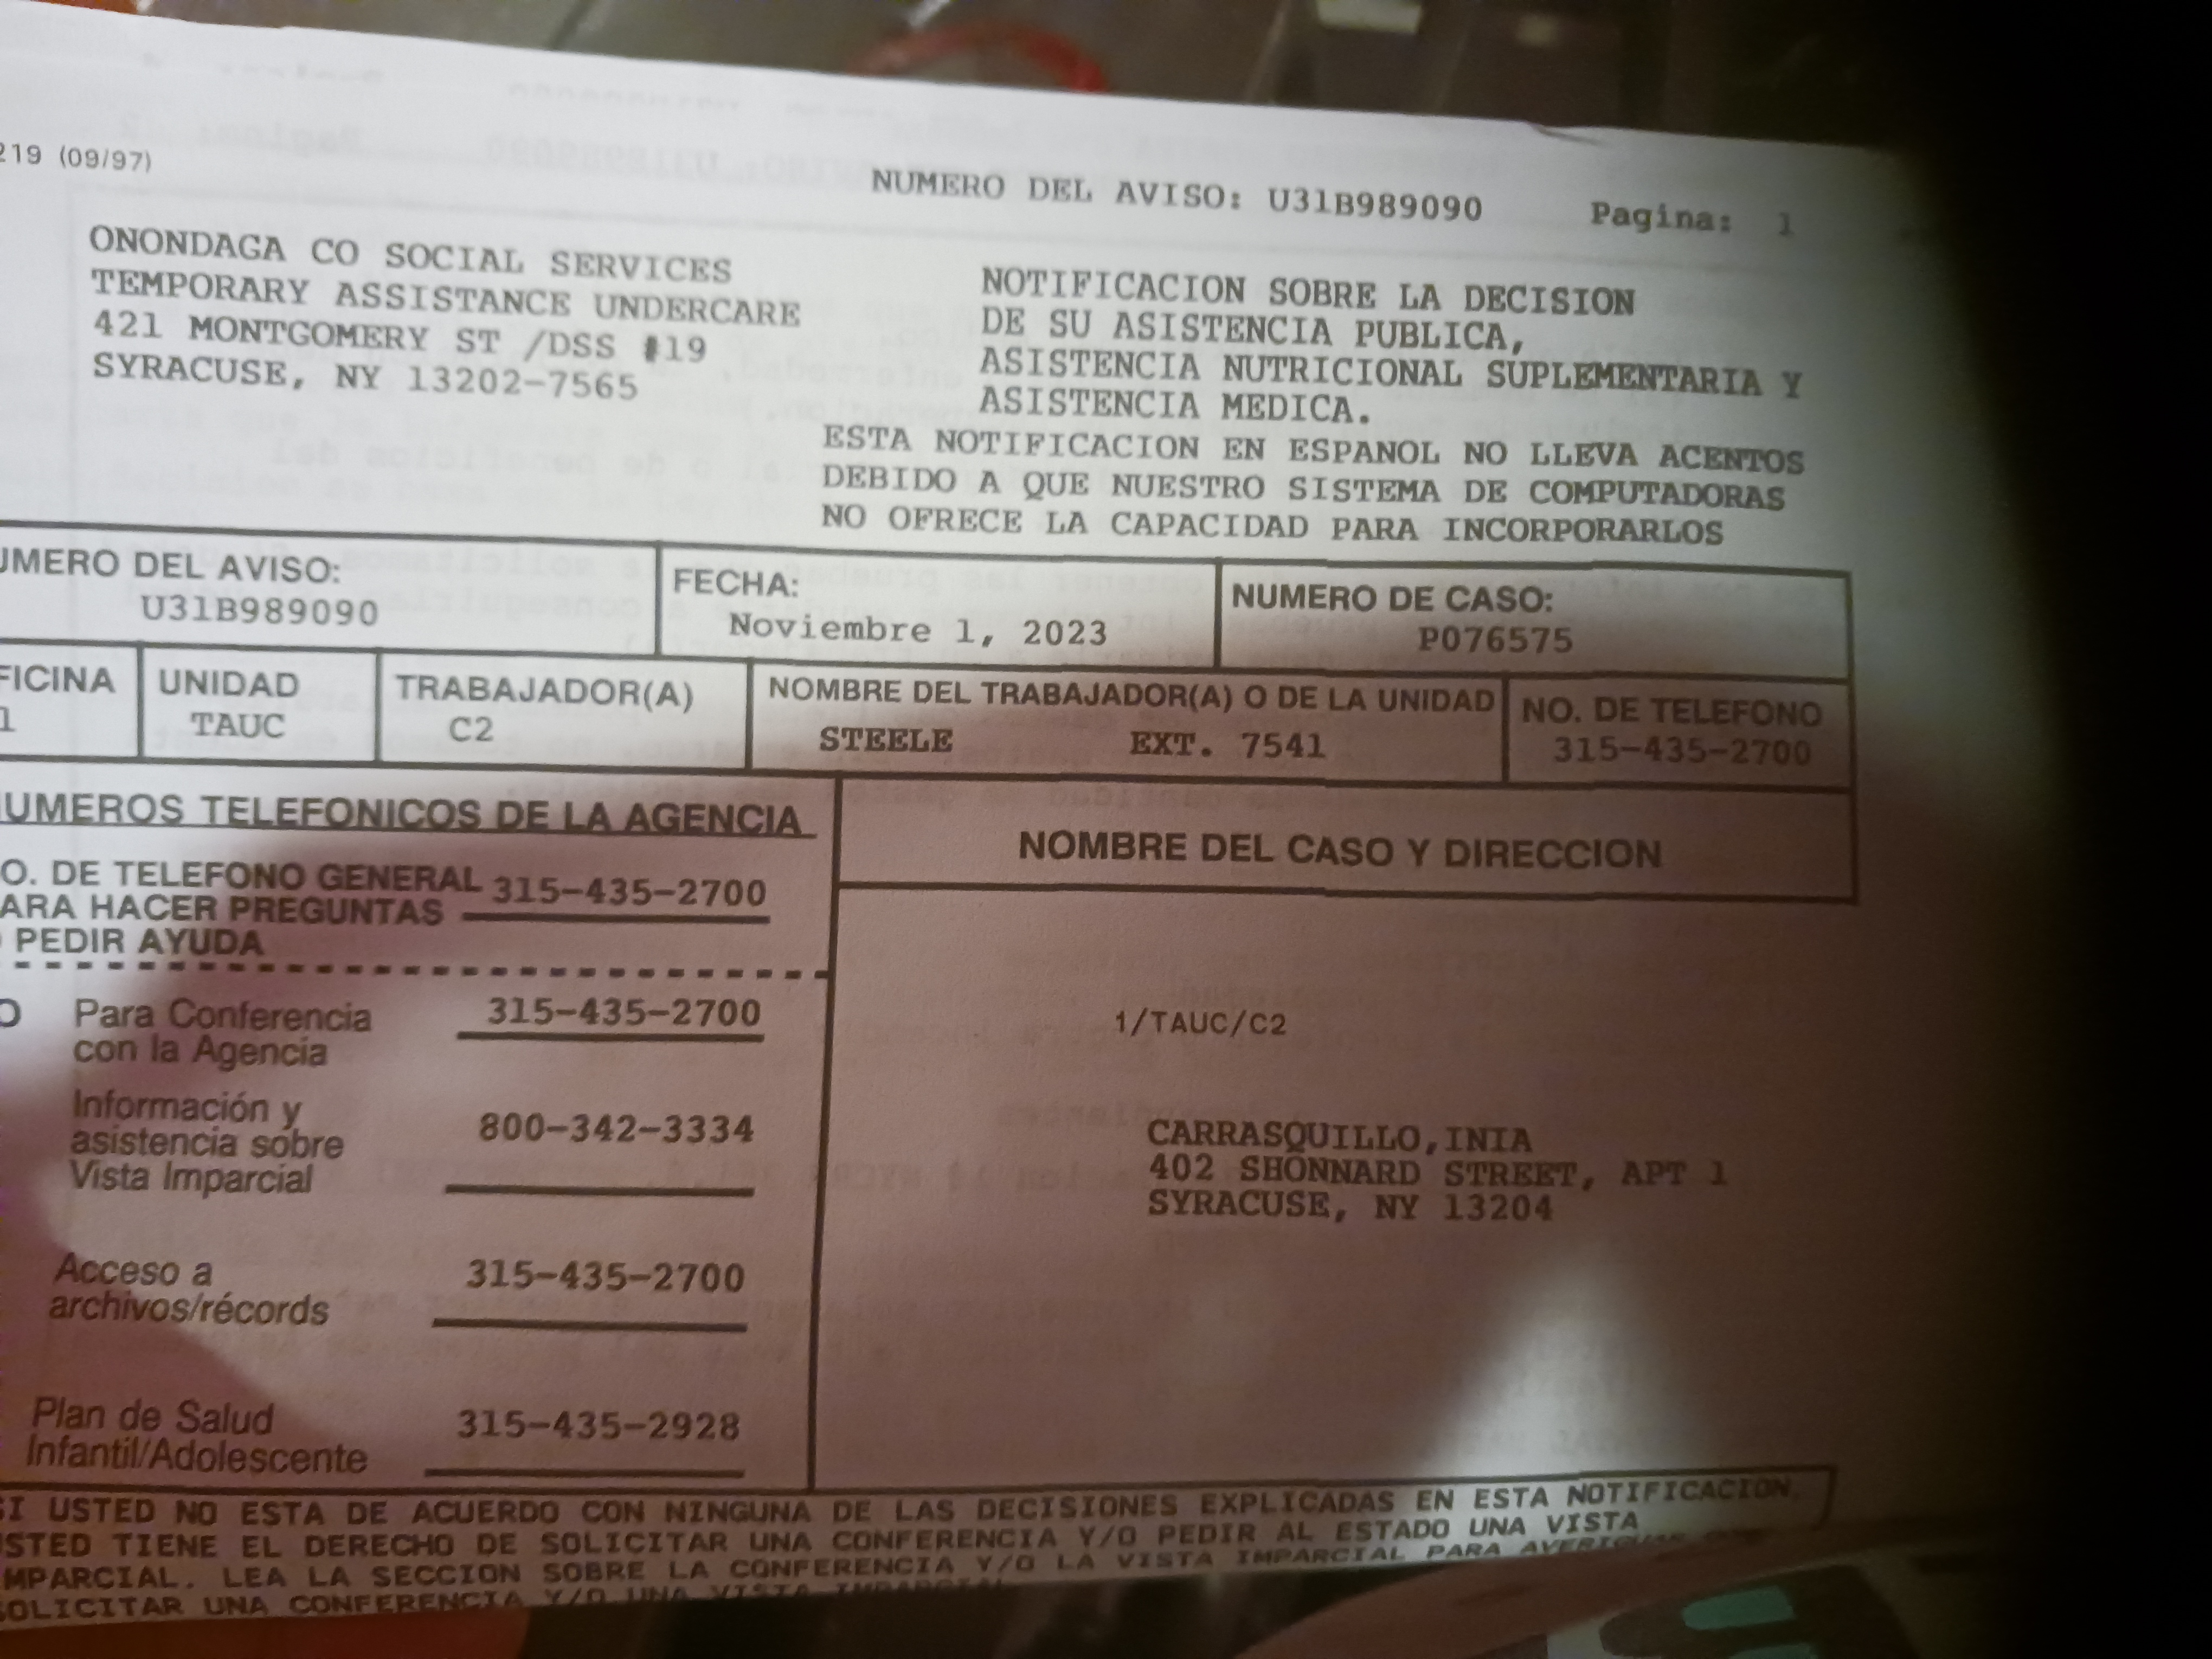 219 (09/97)
NUMERO DEL AVISO: U31B989090 Pagina: 1
ONONDAGA CO SOCIAL SERVICES
TEMPORARY ASSISTANCE UNDERCARE
421 MONTGOMERY ST /DSS #19
SYRACUSE, NY 13202-7565
NOTIFICACION SOBRE LA DECISION
DE SU ASISTENCIA PUBLICA,
ASISTENCIA NUTRICIONAL SUPLEMENTARIA Y
ASISTENCIA MEDICA.
ESTA NOTIFICACION EN ESPANOL NO LLEVA ACENTOS
DEBIDO A QUE NUESTRO SISTEMA DE COMPUTADORAS
NO OFRECE LA CAPACIDAD PARA INCORPORARLOS
UMERO DEL AVISO:
U31B989090
FECHA:
Noviembre 1, 2023
NUMERO DE CASO:
P076575
FICINA
1
UNIDAD
TAUC
TRABAJADOR(A)
C2
NOMBRE DEL TRABAJADOR(A) O DE LA UNIDAD
STEELE EXT. 7541
NO. DE TELEFONO
315-435-2700
UMEROS TELEFONICOS DE LA AGENCIA
O. DE TELEFONO GENERAL 315-435-2700
ARA HACER PREGUNTAS
PEDIR AYUDA
Para Conferencia 315-435-2700
con la Agencia
Información y
asistencia sobre 800-342-3334
Vista Imparcial
Acceso a 315-435-2700
archivos/récords
Plan de Salud 315-435-2928
Infantil/Adolescente
NOMBRE DEL CASO Y DIRECCION
1/TAUC/C2
CARRASQUILLO,INIA
402 SHONNARD STREET, APT 1
SYRACUSE, NY 13204
SI USTED NO ESTA DE ACUERDO CON NINGUNA DE LAS DECISIONES EXPLICADAS EN ESTA NOTIFICACION,
USTED TIENE EL DERECHO DE SOLICITAR UNA CONFERENCIA Y/O PEDIR AL ESTADO UNA VISTA
MPARCIAL. LEA LA SECCION SOBRE LA CONFERENCIA Y/O LA VISTA IMPARCIAL PARA AVERIGUAR
SOLICITAR UNA CONFERENCIA Y/O UNA VISTA IMPARCIAL